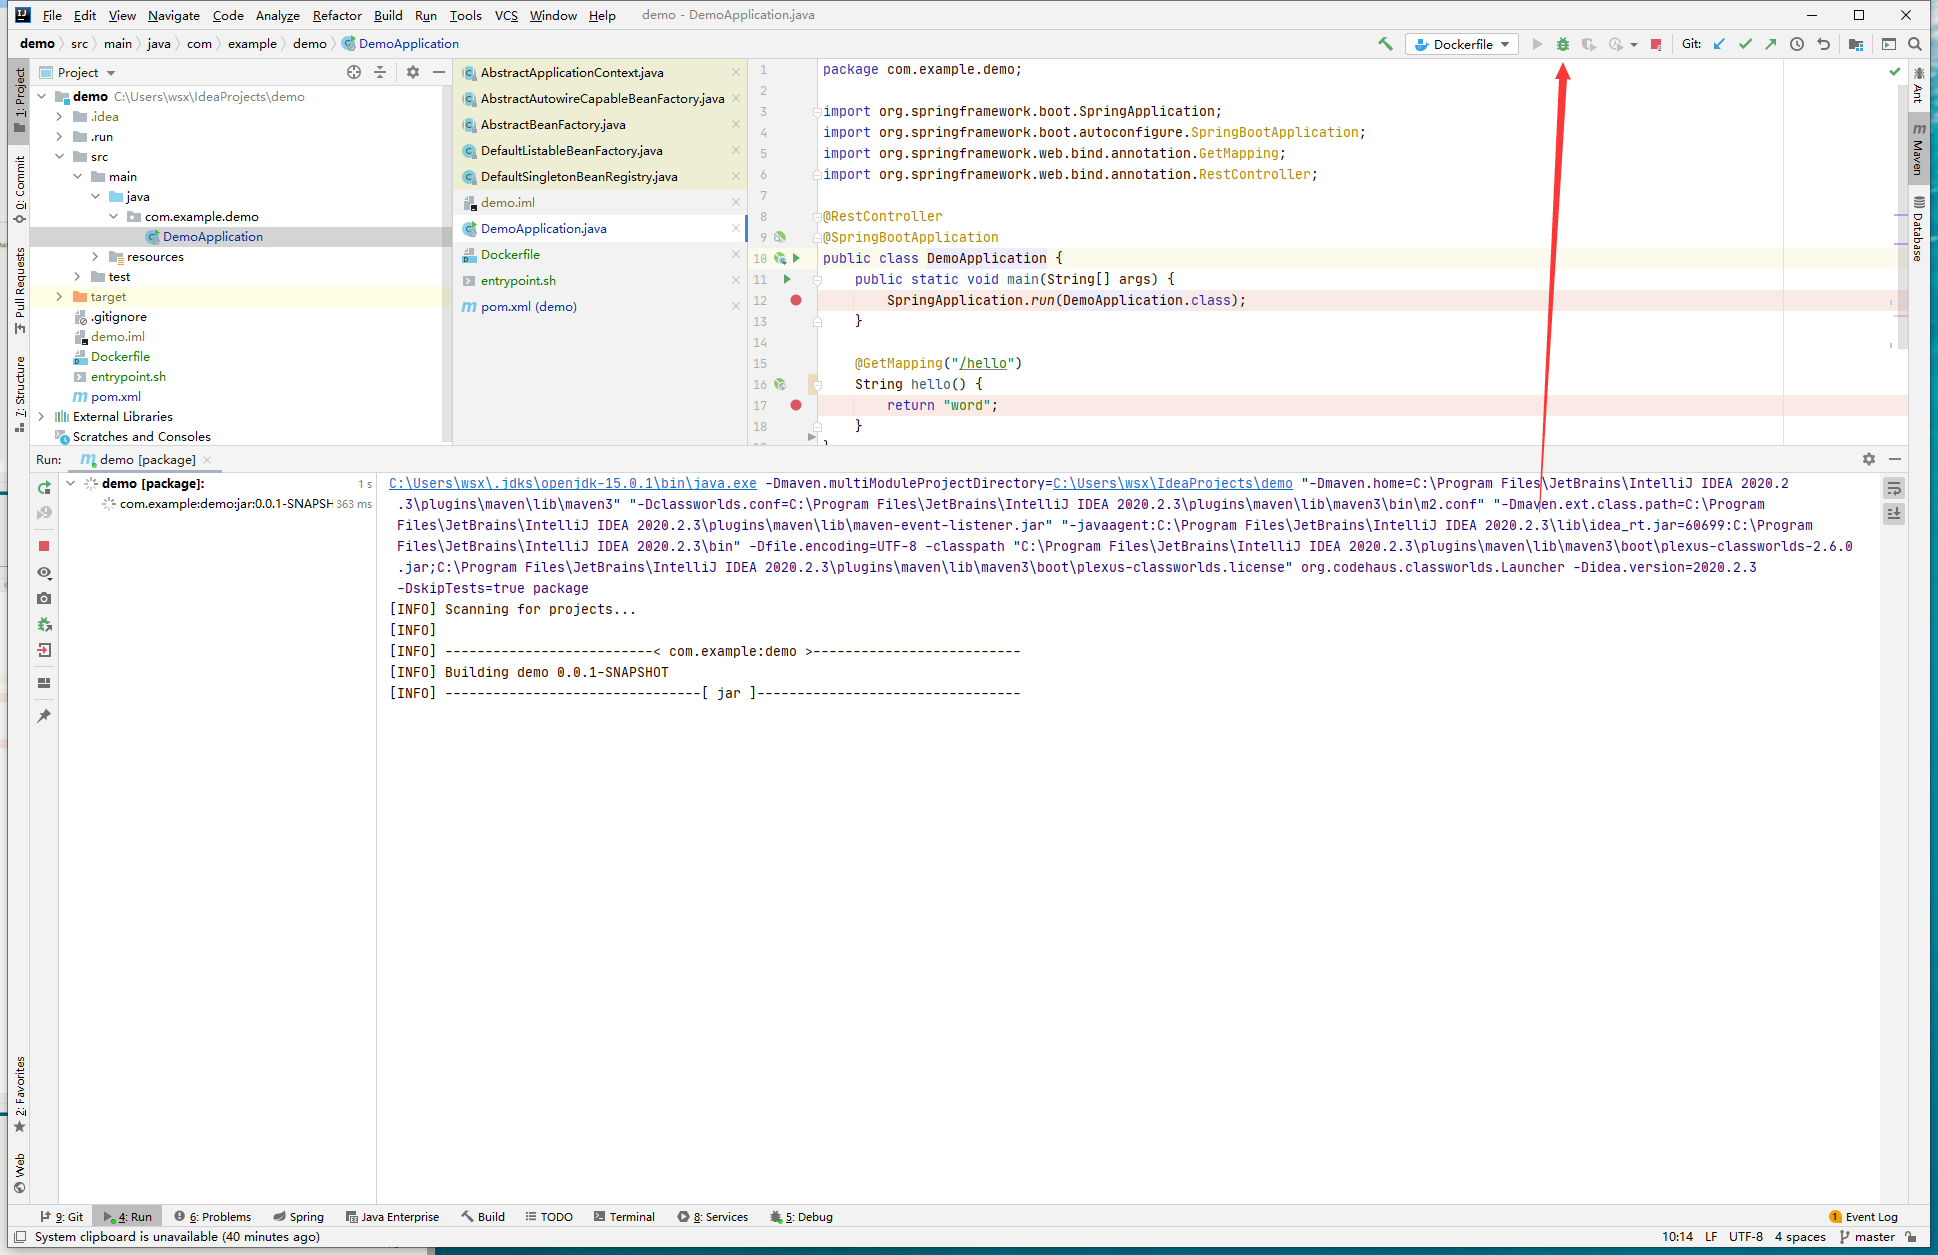 File Edit View Navigate Code Analyze Refactor Build Run Tools VCS Window Help demo - DemoApplication.java
demo src main java com example demo DemoApplication
Dockerfile
Git:
1: Project
0: Commit
Pull Requests
7: Structure
2: Favorites
Web
Project
demo C:\Users\wsx\IdeaProjects\demo
.idea
.run
src
main
java
com.example.demo
DemoApplication
resources
test
target
.gitignore
demo.iml
Dockerfile
entrypoint.sh
pom.xml
External Libraries
Scratches and Consoles
AbstractApplicationContext.java
AbstractAutowireCapableBeanFactory.java
AbstractBeanFactory.java
DefaultListableBeanFactory.java
DefaultSingletonBeanRegistry.java
demo.iml
DemoApplication.java
Dockerfile
entrypoint.sh
pom.xml (demo)
1 package com.example.demo;
2
3 import org.springframework.boot.SpringApplication;
4 import org.springframework.boot.autoconfigure.SpringBootApplication;
5 import org.springframework.web.bind.annotation.GetMapping;
6 import org.springframework.web.bind.annotation.RestController;
7
8 @RestController
9 @SpringBootApplication
10 public class DemoApplication {
11 public static void main(String[] args) {
12 SpringApplication.run(DemoApplication.class);
13 }
14
15 @GetMapping("/hello")
16 String hello() {
17 return "word";
18 }
Ant
Maven
Database
Run: demo [package]
demo [package]: 1 s
com.example:demo:jar:0.0.1-SNAPSH 363 ms
C:\Users\wsx\.jdks\openjdk-15.0.1\bin\java.exe -Dmaven.multiModuleProjectDirectory=C:\Users\wsx\IdeaProjects\demo "-Dmaven.home=C:\Program Files\JetBrains\IntelliJ IDEA 2020.2
.3\plugins\maven\lib\maven3" "-Dclassworlds.conf=C:\Program Files\JetBrains\IntelliJ IDEA 2020.2.3\plugins\maven\lib\maven3\bin\m2.conf" "-Dmaven.ext.class.path=C:\Program
Files\JetBrains\IntelliJ IDEA 2020.2.3\plugins\maven\lib\maven-event-listener.jar" "-javaagent:C:\Program Files\JetBrains\IntelliJ IDEA 2020.2.3\lib\idea_rt.jar=60699:C:\Program
Files\JetBrains\IntelliJ IDEA 2020.2.3\bin" -Dfile.encoding=UTF-8 -classpath "C:\Program Files\JetBrains\IntelliJ IDEA 2020.2.3\plugins\maven\lib\maven3\boot\plexus-classworlds-2.6.0
.jar;C:\Program Files\JetBrains\IntelliJ IDEA 2020.2.3\plugins\maven\lib\maven3\boot\plexus-classworlds.license" org.codehaus.classworlds.Launcher -Didea.version=2020.2.3
-DskipTests=true package
[INFO] Scanning for projects...
[INFO]
[INFO] --------------------------< com.example:demo >--------------------------
[INFO] Building demo 0.0.1-SNAPSHOT
[INFO] --------------------------------[ jar ]---------------------------------
9: Git 4: Run 6: Problems Spring Java Enterprise Build TODO Terminal 8: Services 5: Debug 1 Event Log
System clipboard is unavailable (40 minutes ago) 10:14 LF UTF-8 4 spaces master